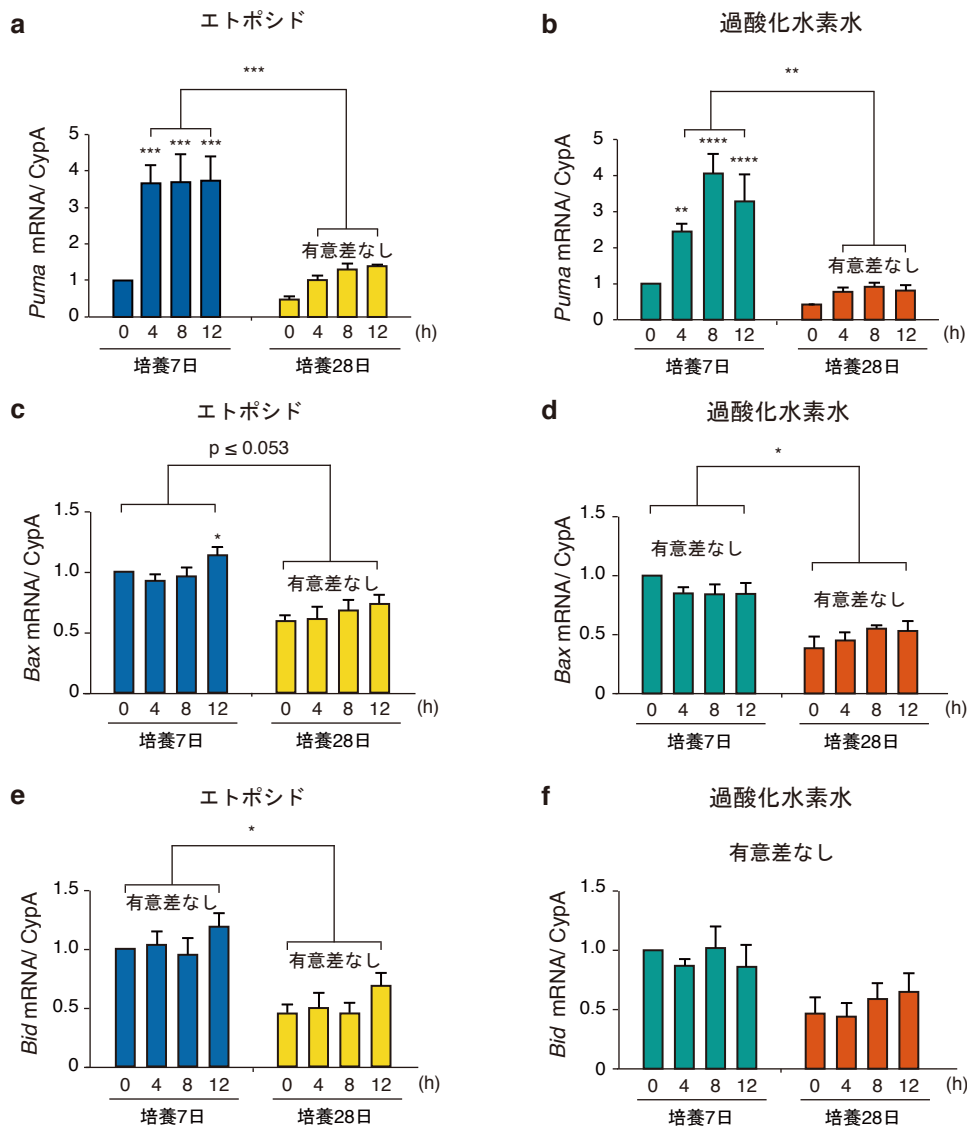 a
エトポシド
***
Puma mRNA/ CypA
5
4
3
2
1
0
*** *** ***
有意差なし
0 4 8 12 0 4 8 12 (h)
培養7日 培養28日
b
過酸化水素水
**
Puma mRNA/ CypA
5
4
3
2
1
0
** **** ****
有意差なし
0 4 8 12 0 4 8 12 (h)
培養7日 培養28日
c
エトポシド
p ≤ 0.053
Bax mRNA/ CypA
1.5
1.0
0.5
0
*
有意差なし
0 4 8 12 0 4 8 12 (h)
培養7日 培養28日
d
過酸化水素水
*
Bax mRNA/ CypA
1.5
1.0
0.5
0
有意差なし
有意差なし
0 4 8 12 0 4 8 12 (h)
培養7日 培養28日
e
エトポシド
*
Bid mRNA/ CypA
1.5
1.0
0.5
0
有意差なし
有意差なし
0 4 8 12 0 4 8 12 (h)
培養7日 培養28日
f
過酸化水素水
有意差なし
Bid mRNA/ CypA
1.5
1.0
0.5
0
0 4 8 12 0 4 8 12 (h)
培養7日 培養28日